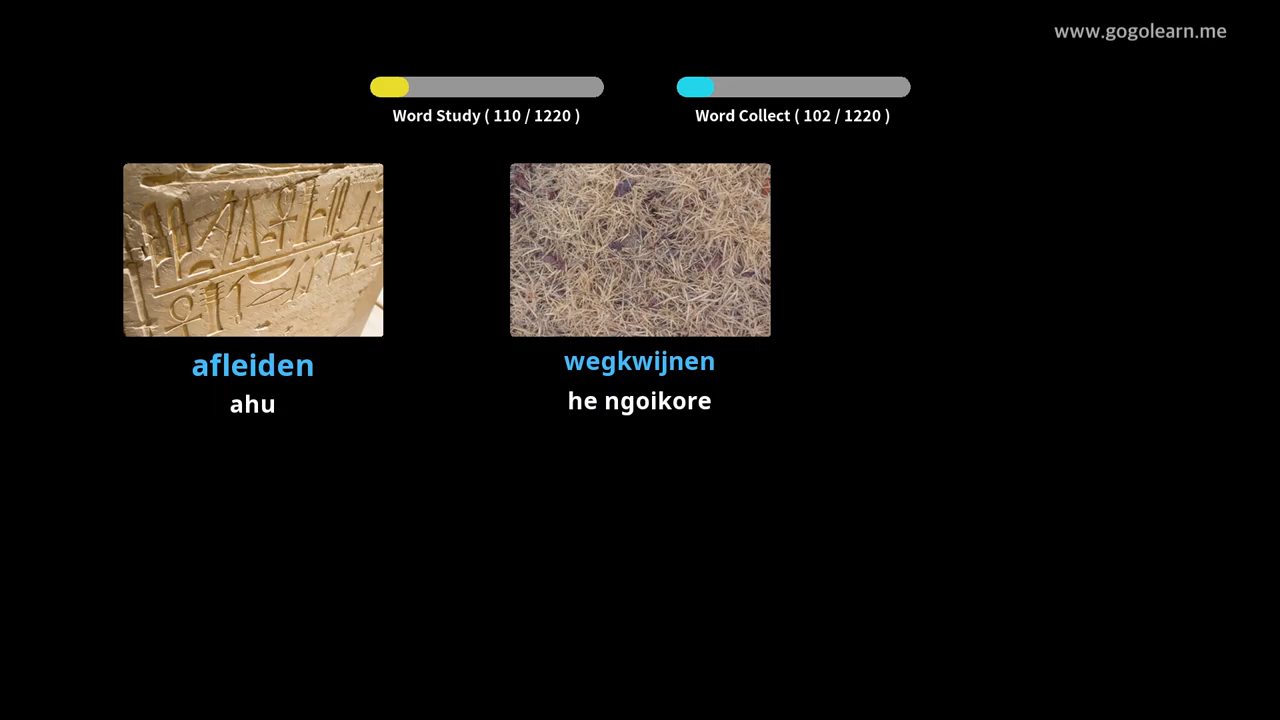 www.gogolearn.me
Word Study ( 110 / 1220 )
Word Collect ( 102 / 1220 )
afleiden
ahu
wegkwijnen
he ngoikore